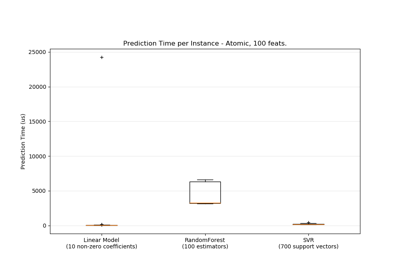 Prediction Time per Instance - Atomic, 100 feats.
25000
20000
15000
10000
5000
0
Prediction Time (us)
Linear Model
(10 non-zero coefficients)
RandomForest
(100 estimators)
SVR
(700 support vectors)